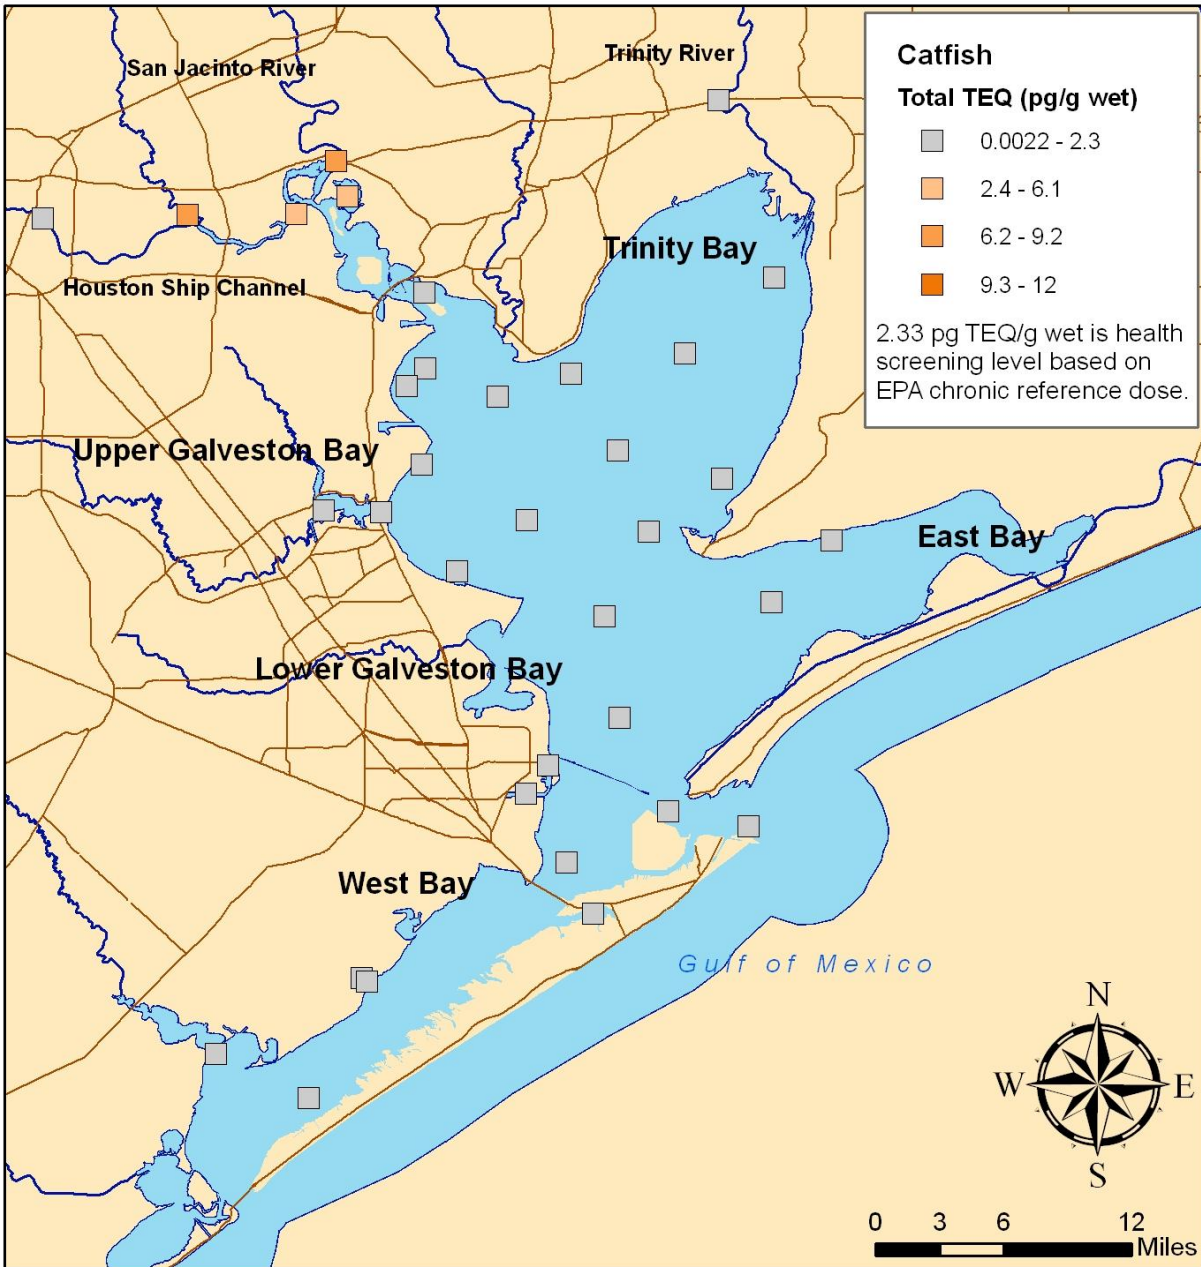 San Jacinto River
Trinity River
Catfish
Total TEQ (pg/g wet)
0.0022 - 2.3
2.4 - 6.1
6.2 - 9.2
9.3 - 12
2.33 pg TEQ/g wet is health
screening level based on
EPA chronic reference dose.
Trinity Bay
Houston Ship Channel
Upper Galveston Bay
East Bay
Lower Galveston Bay
West Bay
Gulf of Mexico
N
W
E
S
0 3 6 12
Miles